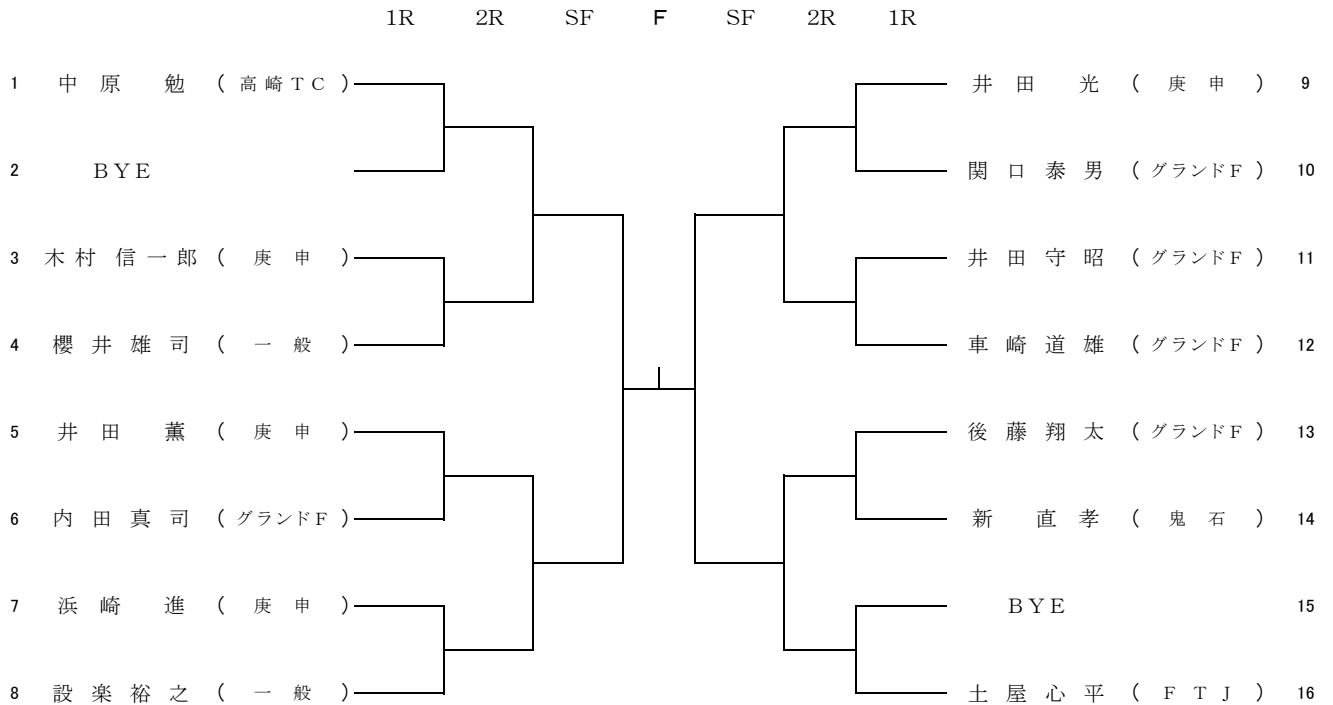 1R 2R SF F SF 2R 1R
1 中原 勉 (高崎TC) 井田 光 (庚申) 9
2 BYE 関口泰男 (グランドF) 10
3 木村信一郎 (庚申) 井田守昭 (グランドF) 11
4 櫻井雄司 (一般) 車崎道雄 (グランドF) 12
5 井田 薫 (庚申) 後藤翔太 (グランドF) 13
6 内田真司 (グランドF) 新 直孝 (鬼石) 14
7 浜崎 進 (庚申) BYE 15
8 設楽裕之 (一般) 土屋心平 (FTJ) 16